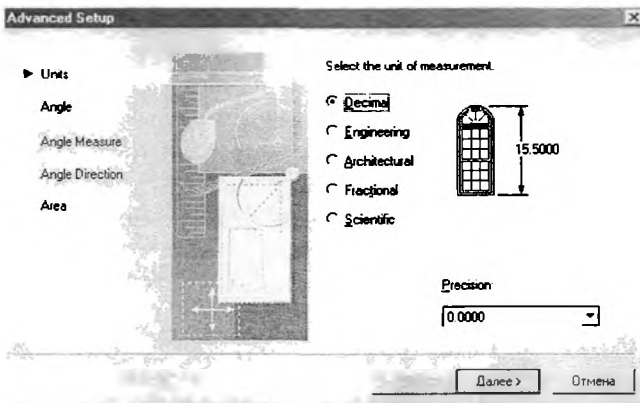 Advanced Setup
Units
Angle
Angle Measure
Angle Direction
Area
Select the unit of measurement.
Decimal
Engineering
Architectural
Fractional
Scientific
15.5000
Precision:
0.0000
Далее >
Отмена